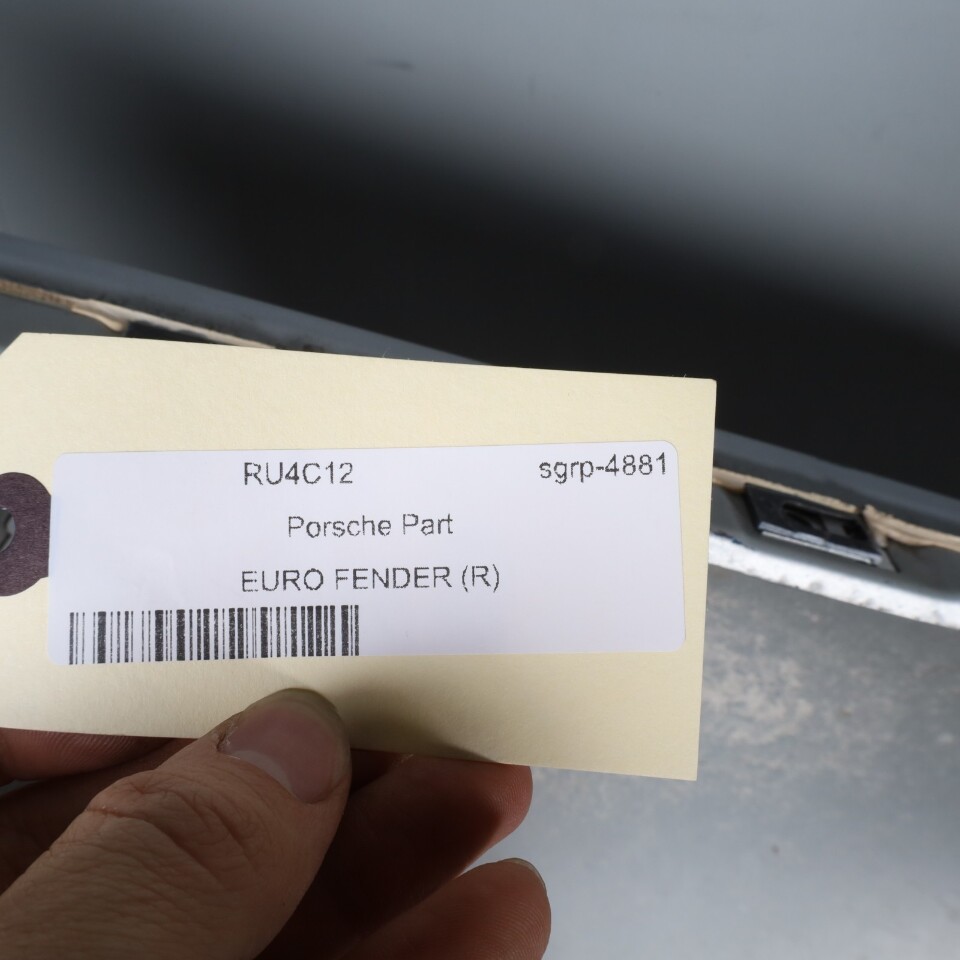 RU4C12 sgrp-4881
Porsche Part
EURO FENDER (R)